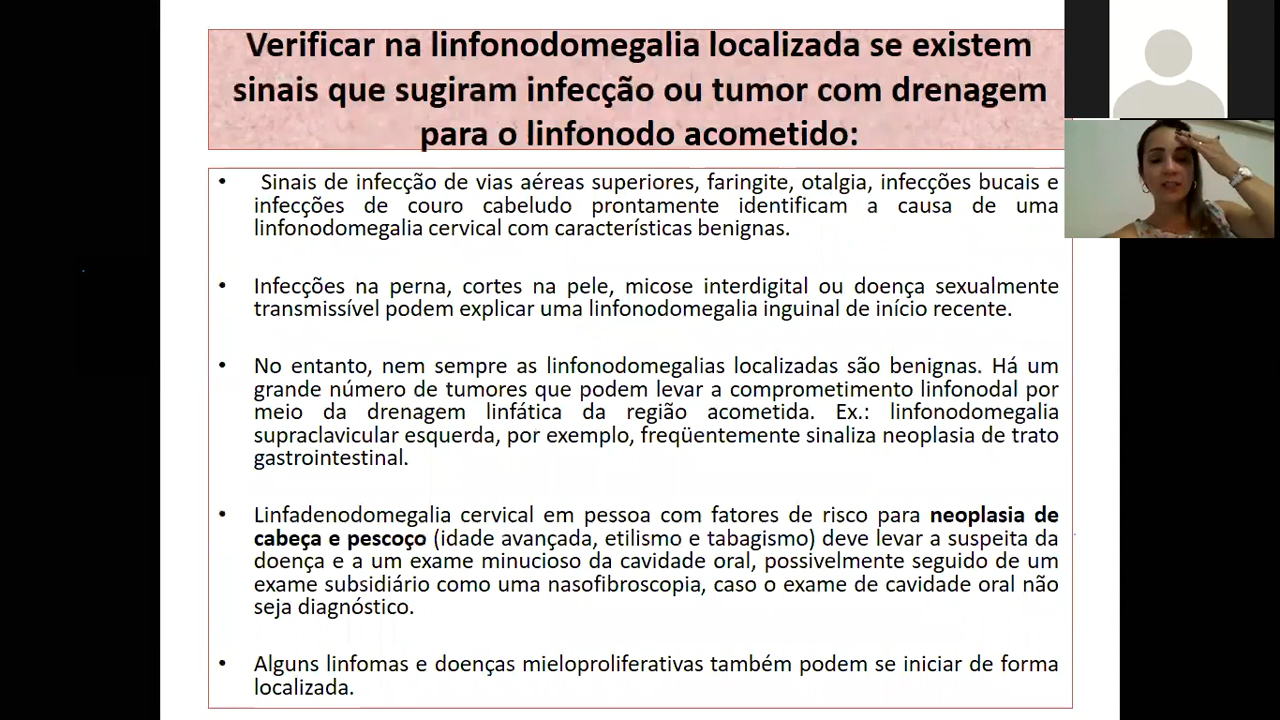 Verificar na linfonodomegalia localizada se existem
sinais que sugiram infecção ou tumor com drenagem
para o linfonodo acometido:
• Sinais de infecção de vias aéreas superiores, faringite, otalgia, infecções bucais e
infecções de couro cabeludo prontamente identificam a causa de uma
linfonodomegalia cervical com características benignas.
• Infecções na perna, cortes na pele, micose interdigital ou doença sexualmente
transmissível podem explicar uma linfonodomegalia inguinal de início recente.
• No entanto, nem sempre as linfonodomegalias localizadas são benignas. Há um
grande número de tumores que podem levar a comprometimento linfonodal por
meio da drenagem linfática da região acometida. Ex.: linfonodomegalia
supraclavicular esquerda, por exemplo, freqüentemente sinaliza neoplasia de trato
gastrointestinal.
• Linfadenodomegalia cervical em pessoa com fatores de risco para neoplasia de
cabeça e pescoço (idade avançada, etilismo e tabagismo) deve levar a suspeita da
doença e a um exame minucioso da cavidade oral, possivelmente seguido de um
exame subsidiário como uma nasofibroscopia, caso o exame de cavidade oral não
seja diagnóstico.
• Alguns linfomas e doenças mieloproliferativas também podem se iniciar de forma
localizada.